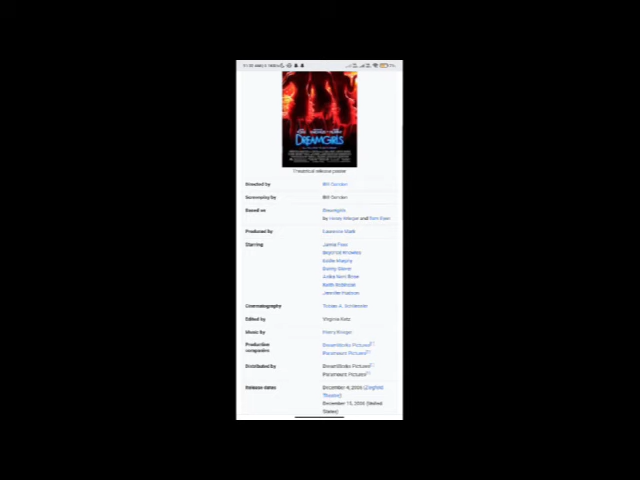 DREAMGIRLS
Theatrical release poster
Directed by Bill Condon
Screenplay by Bill Condon
Based on Dreamgirls
by Henry Krieger and Tom Eyen
Produced by Laurence Mark
Starring Jamie Foxx
Beyoncé Knowles
Eddie Murphy
Danny Glover
Anika Noni Rose
Keith Robinson
Jennifer Hudson
Cinematography Tobias A. Schliessler
Edited by Virginia Katz
Music by Henry Krieger
Production
companies
DreamWorks Pictures
Paramount Pictures
Distributed by DreamWorks Pictures
Paramount Pictures
Release dates December 4, 2006 (Ziegfeld
Theatre)
December 15, 2006 (United
States)